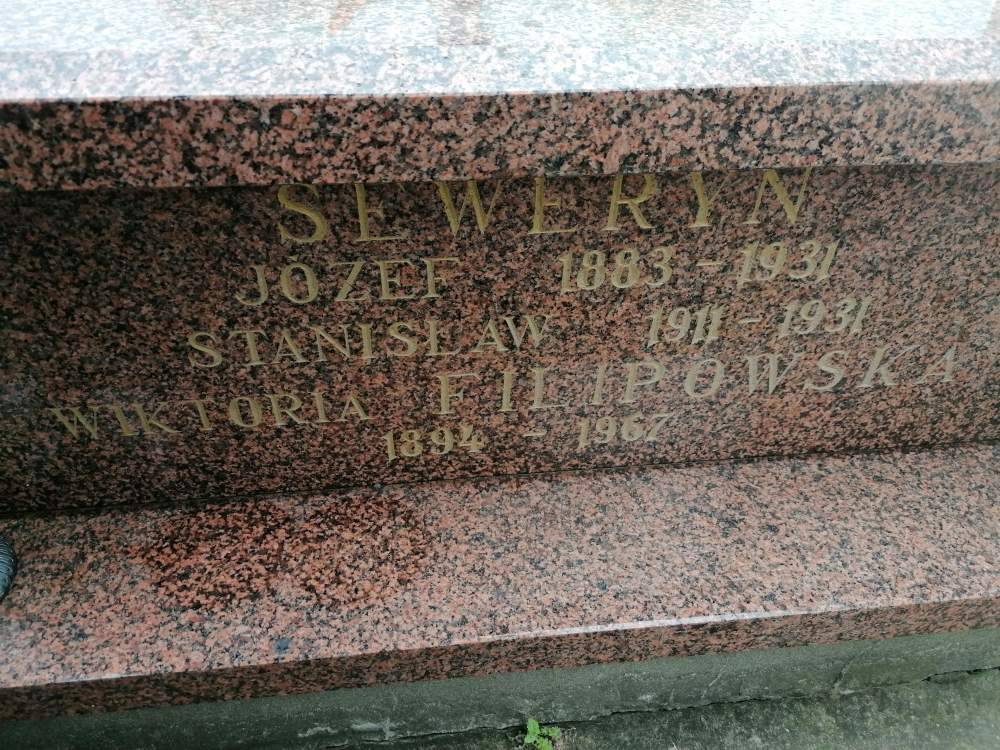 SEWERYN
JÓZEF 1883 - 1931
STANISŁAW 1911 - 1931
WIKTORIA FILIPOWSKA
1894 - 1967